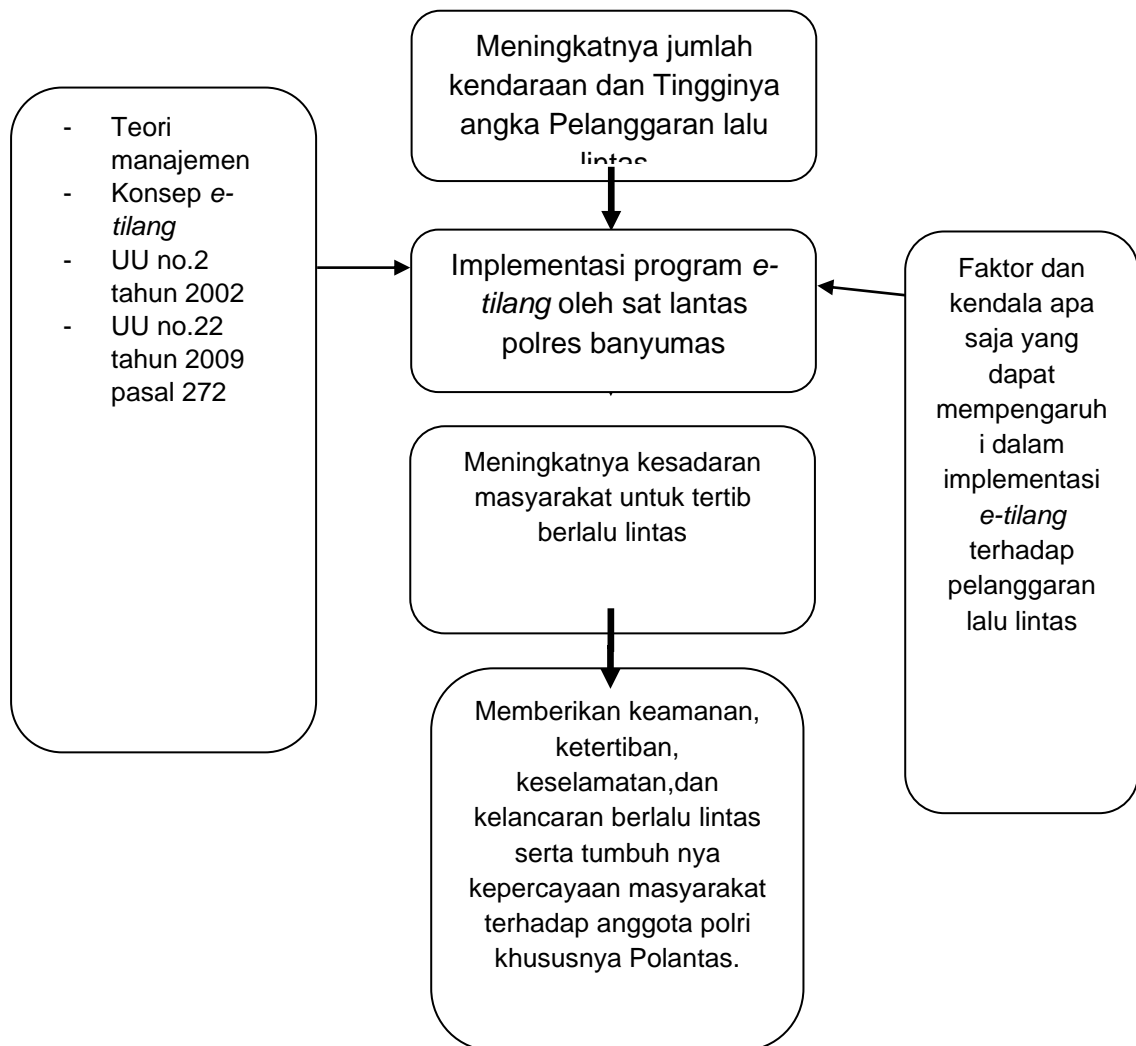 Meningkatnya jumlah
kendaraan dan Tingginya
angka Pelanggaran lalu
lintas
- Teori
manajemen
- Konsep e-
tilang
- UU no.2
tahun 2002
- UU no.22
tahun 2009
pasal 272
Implementasi program e-
tilang oleh sat lantas
polres banyumas
Faktor dan
kendala apa
saja yang
dapat
mempengaruh
i dalam
implementasi
e-tilang
terhadap
pelanggaran
lalu lintas
Meningkatnya kesadaran
masyarakat untuk tertib
berlalu lintas
Memberikan keamanan,
ketertiban,
keselamatan,dan
kelancaran berlalu lintas
serta tumbuh nya
kepercayaan masyarakat
terhadap anggota polri
khususnya Polantas.